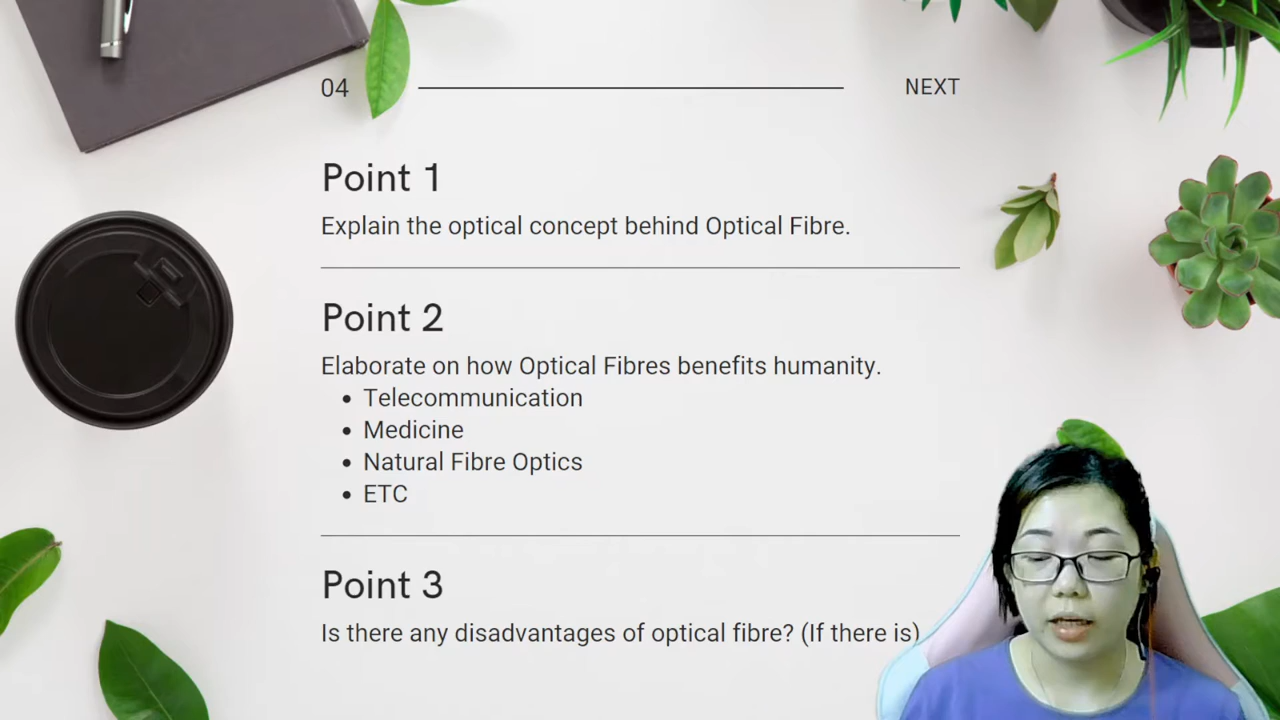 04 NEXT
Point 1
Explain the optical concept behind Optical Fibre.
Point 2
Elaborate on how Optical Fibres benefits humanity.
• Telecommunication
• Medicine
• Natural Fibre Optics
• ETC
Point 3
Is there any disadvantages of optical fibre? (If there is)